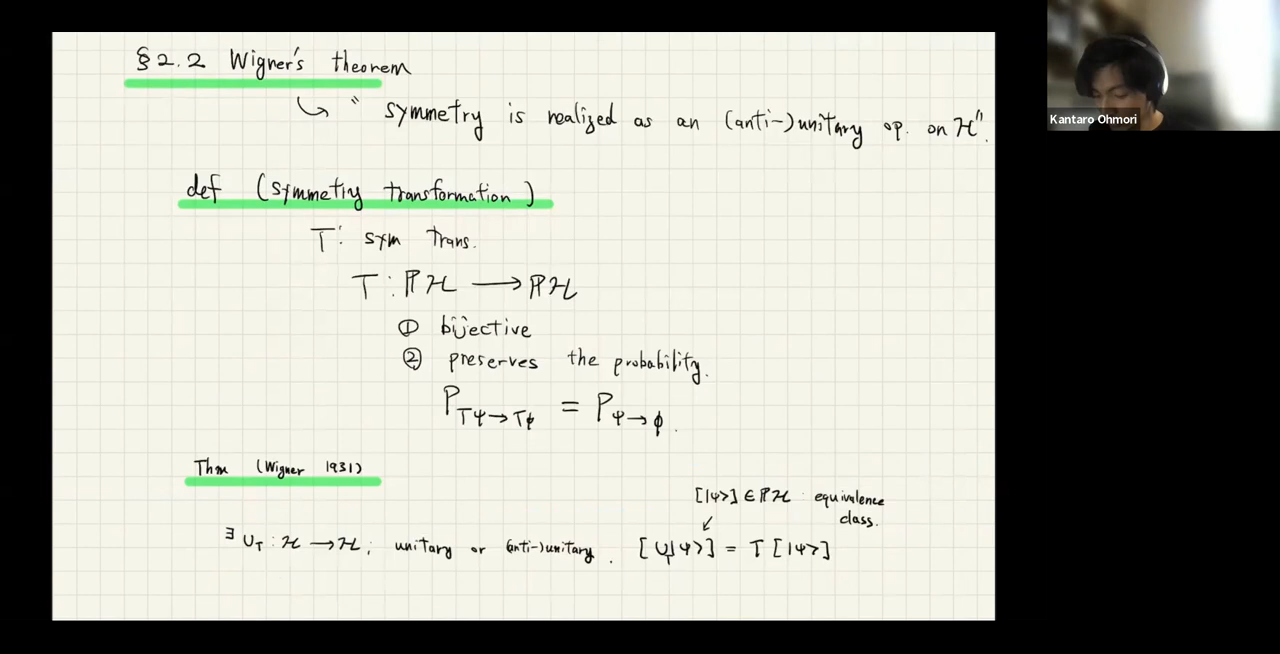 §2.2 Wigner's theorem
↳ "symmetry is realized as an (anti-)unitary op. on ℋ".
def (symmetry transformation)
T: sym trans.
T: ℙℋ → ℙℋ
① bijective
② preserves the probability.
P_{Tψ→Tϕ} = P_{ψ→ϕ}.
Thm (Wigner 1931)
[|ψ>] ∈ ℙℋ : equivalence
class.
∃ U_T : ℋ → ℋ; unitary or (anti-)unitary. [U_T|ψ>] = T[|ψ>]
Kantaro Ohmori